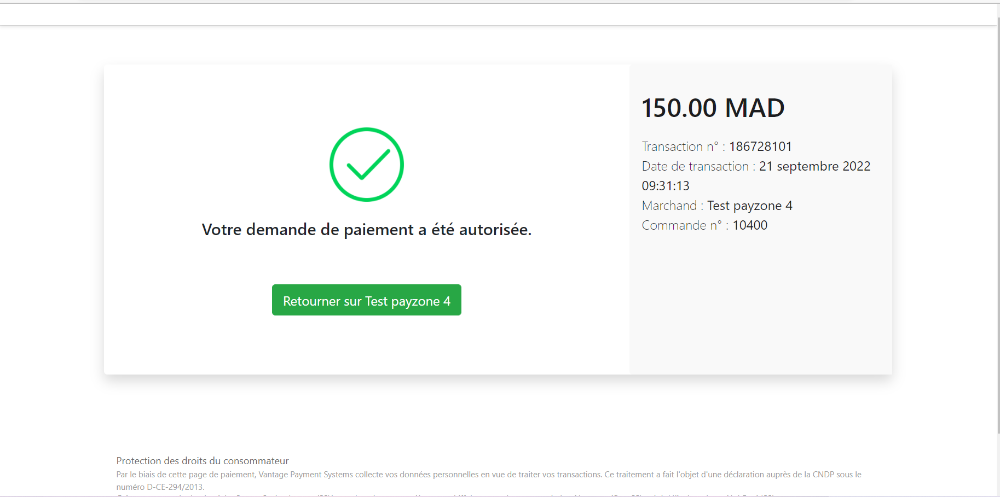 150.00 MAD
Transaction n° : 186728101
Date de transaction : 21 septembre 2022
09:31:13
Marchand : Test payzone 4
Commande n° : 10400
Votre demande de paiement a été autorisée.
Retourner sur Test payzone 4
Protection des droits du consommateur
Par le biais de cette page de paiement, Vantage Payment Systems collecte vos données personnelles en vue de traiter vos transactions. Ce traitement a fait l'objet d'une déclaration auprès de la CNDP sous le
numéro D-CE-294/2013.